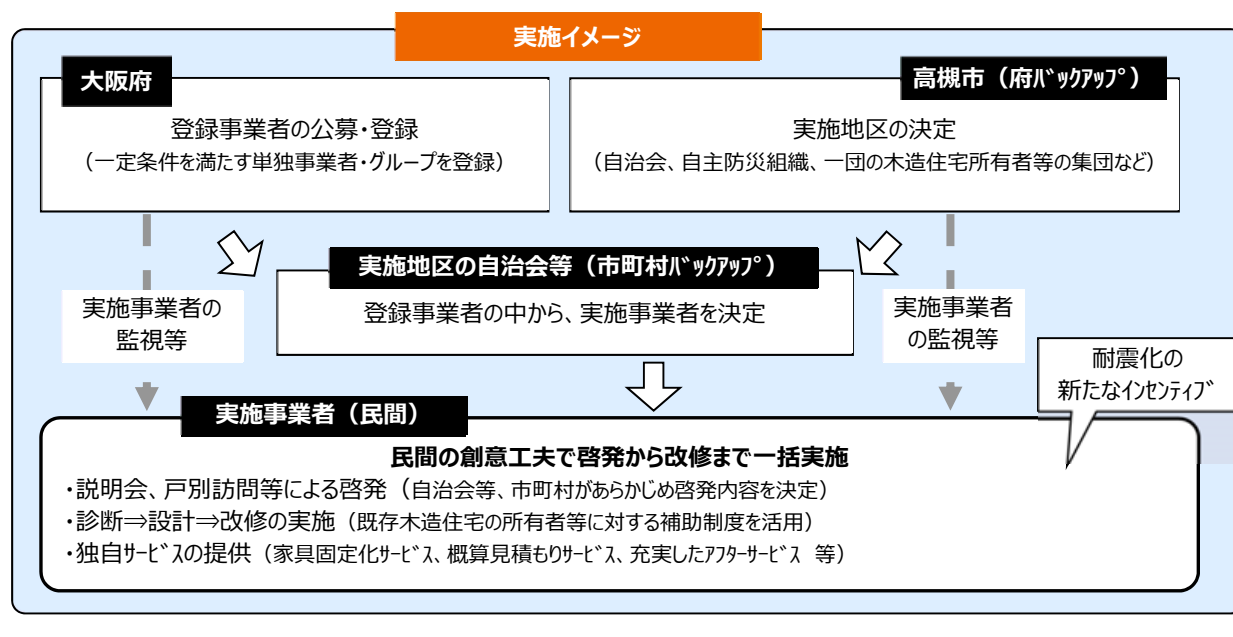 実施イメージ
大阪府
登録事業者の公募・登録
（一定条件を満たす単独事業者・グループを登録）
高槻市（府ﾊﾞｯｸｱｯﾌﾟ）
実施地区の決定
（自治会、自主防災組織、一団の木造住宅所有者等の集団など）
実施地区の自治会等（市町村ﾊﾞｯｸｱｯﾌﾟ）
登録事業者の中から、実施事業者を決定
実施事業者の
監視等
実施事業者
の監視等
耐震化の
新たなｲﾝｾﾝﾃｨﾌﾞ
実施事業者（民間）
民間の創意工夫で啓発から改修まで一括実施
・説明会、戸別訪問等による啓発（自治会等、市町村があらかじめ啓発内容を決定）
・診断⇒設計⇒改修の実施（既存木造住宅の所有者等に対する補助制度を活用）
・独自ｻｰﾋﾞｽの提供（家具固定化ｻｰﾋﾞｽ、概算見積もりｻｰﾋﾞｽ、充実したｱﾌﾀｰｻｰﾋﾞｽ 等）